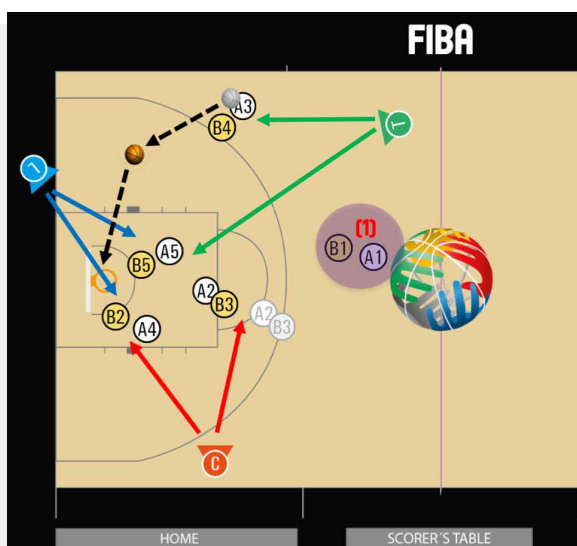 FIBA
A3
B4
T
L
(1)
B1
A1
A5
B5
A2
B3
A2
B3
B2
A4
C
HOME
SCORER´S TABLE